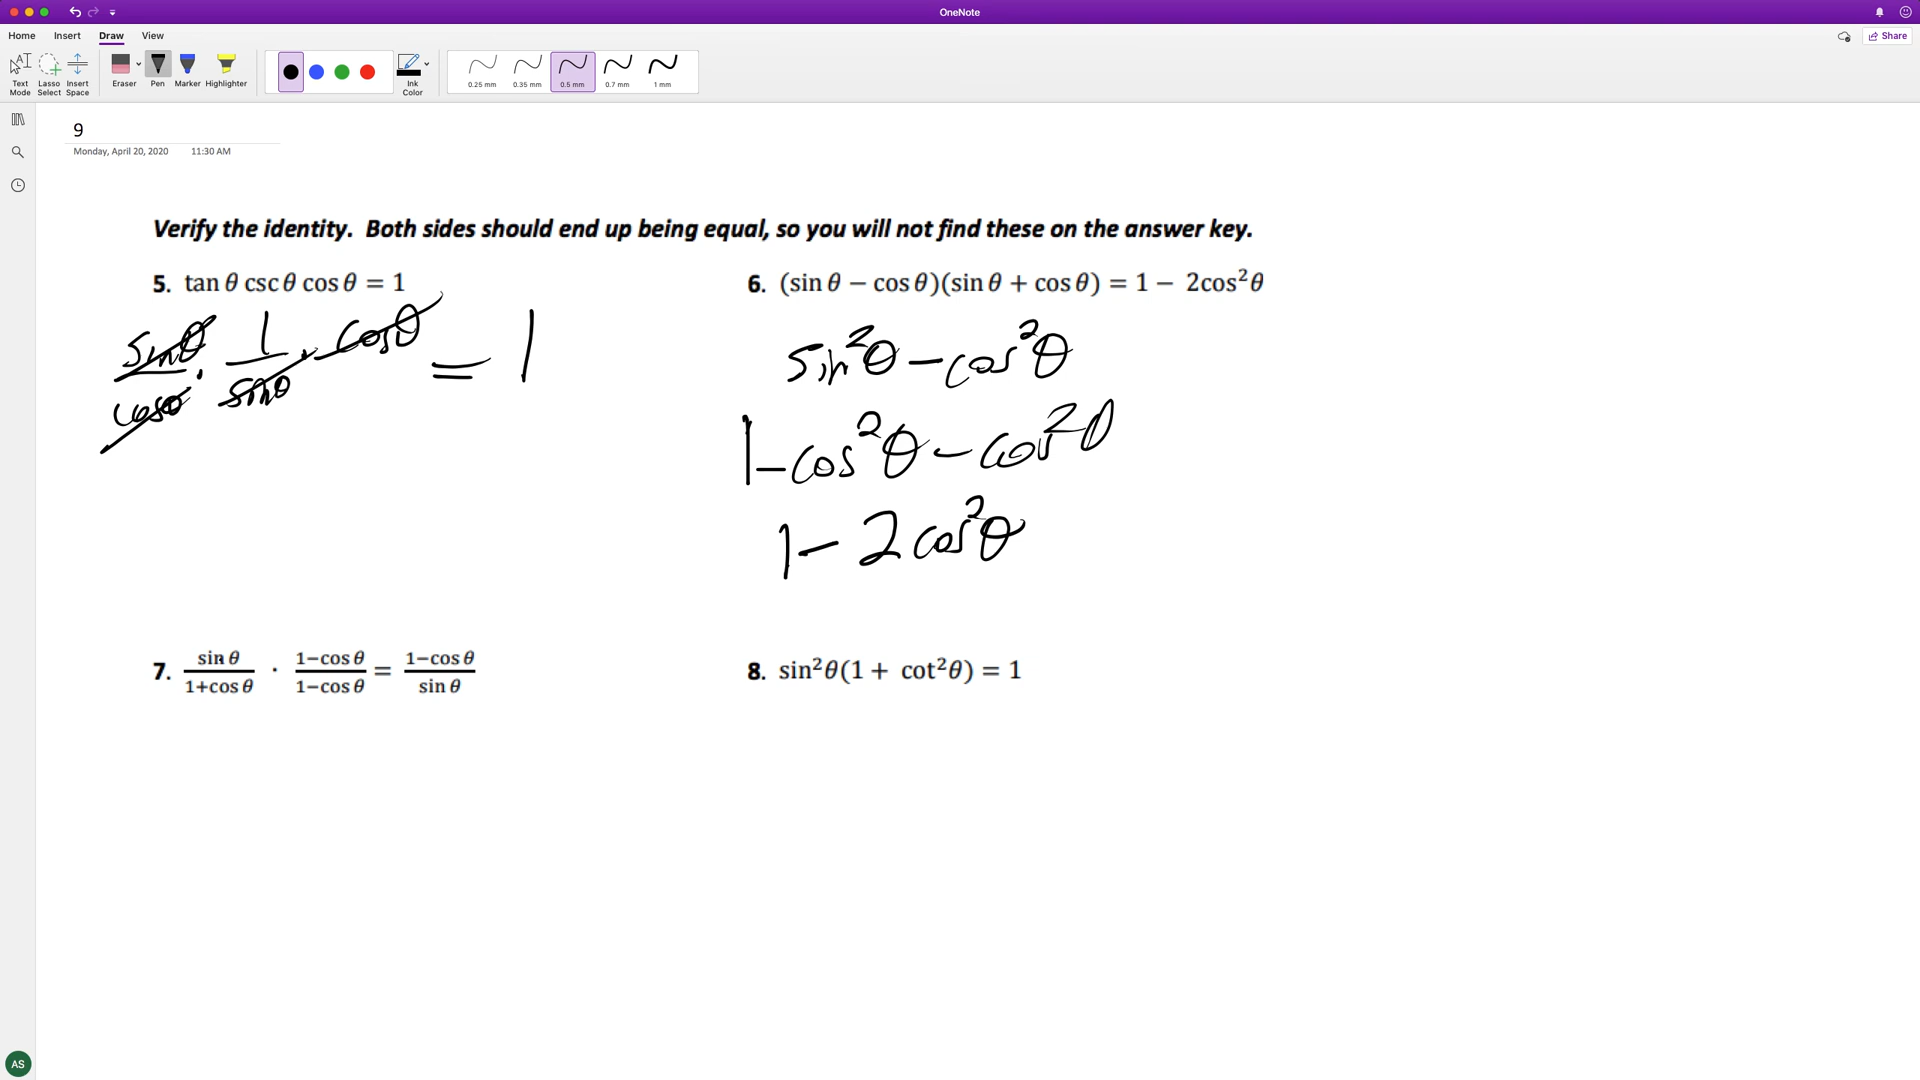 OneNote
Home Insert Draw View
Share
Text Mode
Lasso Select
Insert Space
Eraser
Pen
Marker
Highlighter
Ink Color
0.25 mm
0.35 mm
0.5 mm
0.7 mm
1 mm
9
Monday, April 20, 2020 11:30 AM
Verify the identity. Both sides should end up being equal, so you will not find these on the answer key.
5. tan θ csc θ cos θ = 1
sinθ/cosθ · 1/sinθ · cosθ = 1
6. (sin θ − cos θ)(sin θ + cos θ) = 1 − 2cos²θ
sin²θ − cos²θ
1 − cos²θ − cos²θ
1 − 2cos²θ
7. sin θ/1+cos θ · 1−cos θ/1−cos θ = 1−cos θ/sin θ
8. sin²θ(1 + cot²θ) = 1
AS